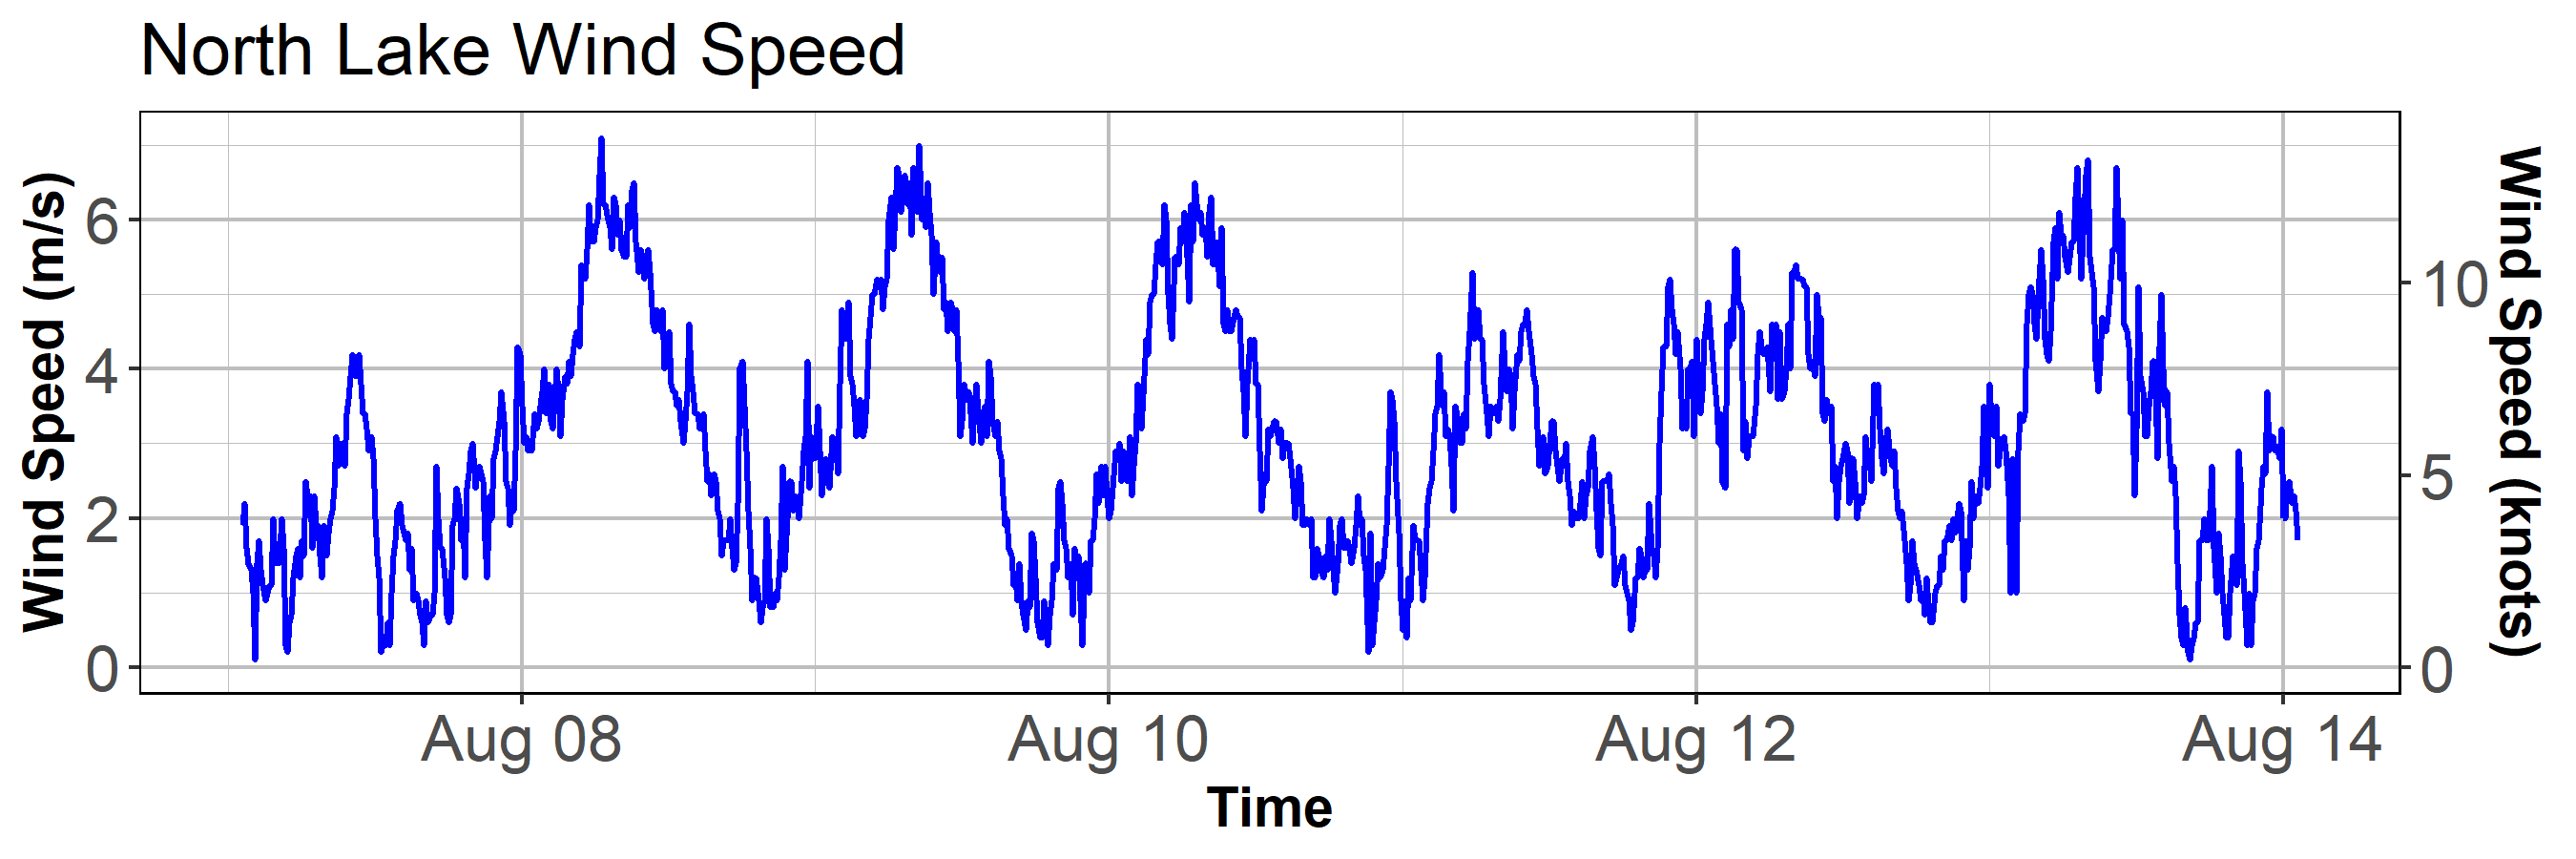 North Lake Wind Speed
Wind Speed (m/s)
6
4
2
0
10
5
0
Wind Speed (knots)
Aug 08 Aug 10 Aug 12 Aug 14
Time